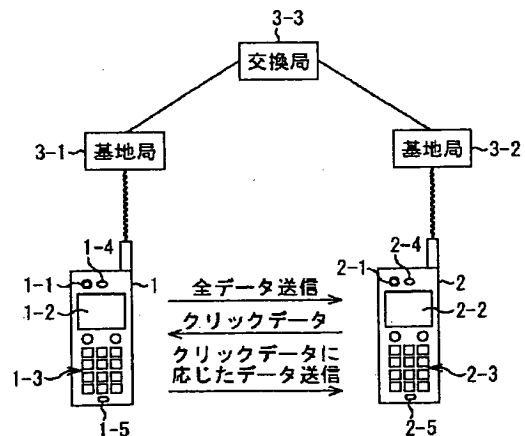 3-3
交換局
3-1
基地局
基地局
3-2
1-4
1-1
1
1-2
1-3
1-5
全データ送信
クリックデータ
クリックデータに
応じたデータ送信
2-4
2-1
2
2-2
2-3
2-5